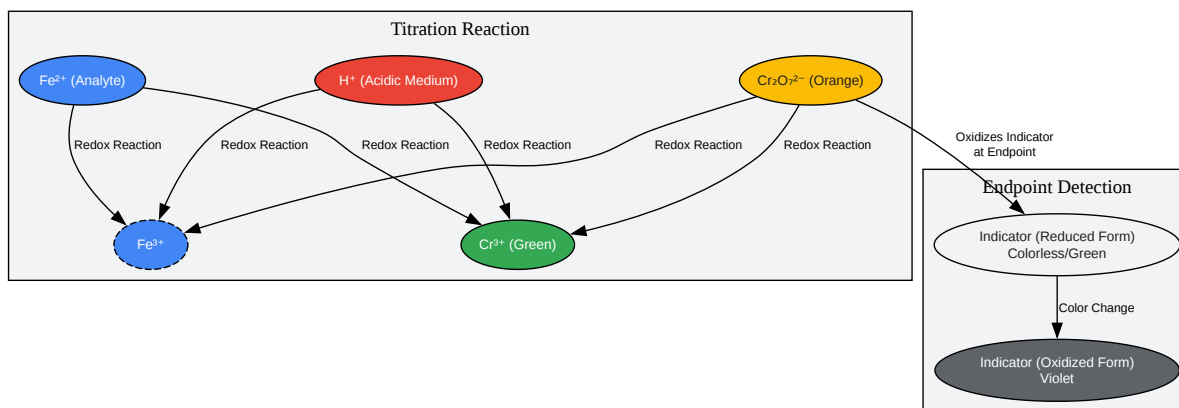 Titration Reaction
Fe²⁺ (Analyte)
H⁺ (Acidic Medium)
Cr₂O₇²⁻ (Orange)
Redox Reaction
Redox Reaction
Redox Reaction
Redox Reaction
Redox Reaction
Redox Reaction
Oxidizes Indicator
at Endpoint
Fe³⁺
Cr³⁺ (Green)
Endpoint Detection
Indicator (Reduced Form)
Colorless/Green
Color Change
Indicator (Oxidized Form)
Violet